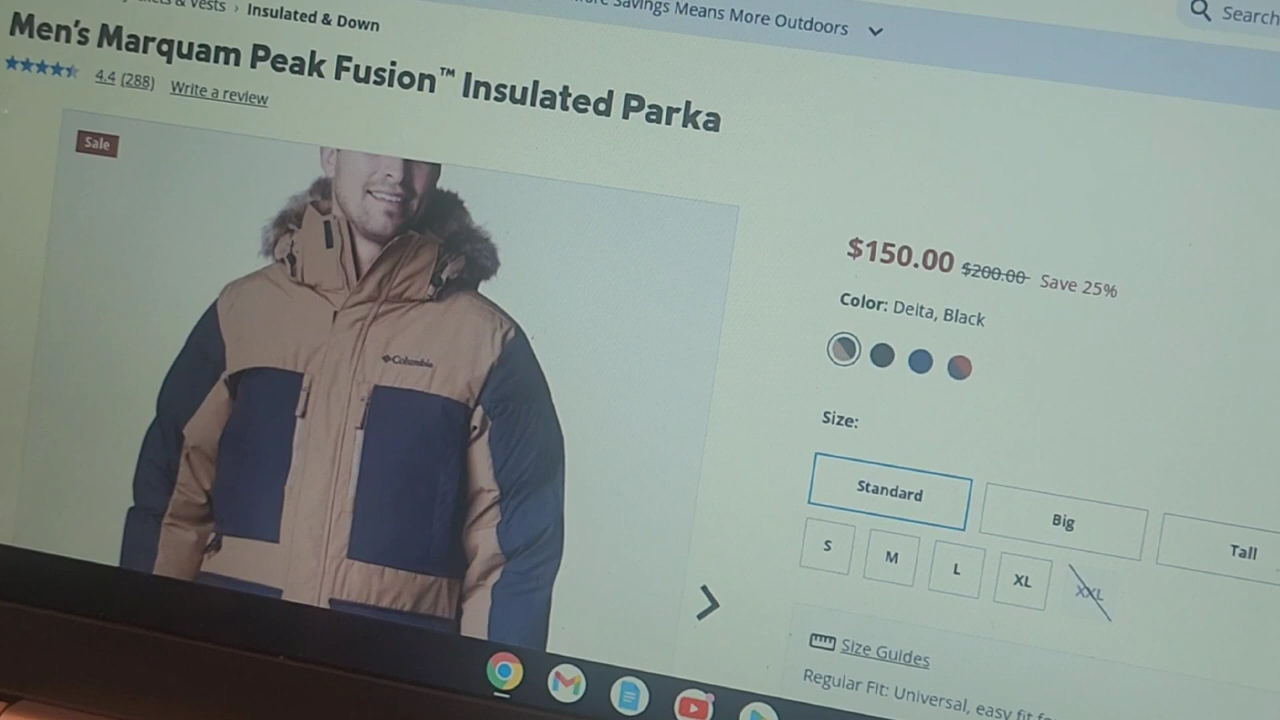 & Vests › Insulated & Down
Savings Means More Outdoors
Search
Men's Marquam Peak Fusion™ Insulated Parka
4.4 (288) Write a review
Sale
Columbia
$150.00 $200.00 Save 25%
Color: Delta, Black
Size:
Standard
Big
Tall
S
M
L
XL
XXL
Size Guides
Regular Fit: Universal, easy fit